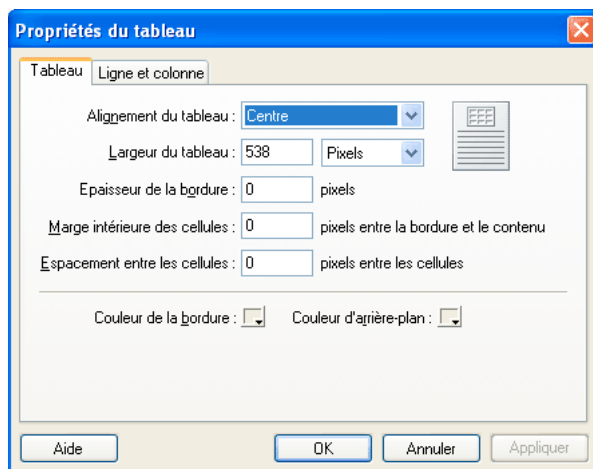 Propriétés du tableau
Tableau Ligne et colonne
Alignement du tableau : Centre
Largeur du tableau : 538 Pixels
Epaisseur de la bordure : 0 pixels
Marge intérieure des cellules : 0 pixels entre la bordure et le contenu
Espacement entre les cellules : 0 pixels entre les cellules
Couleur de la bordure : Couleur d'arrière-plan :
Aide OK Annuler Appliquer